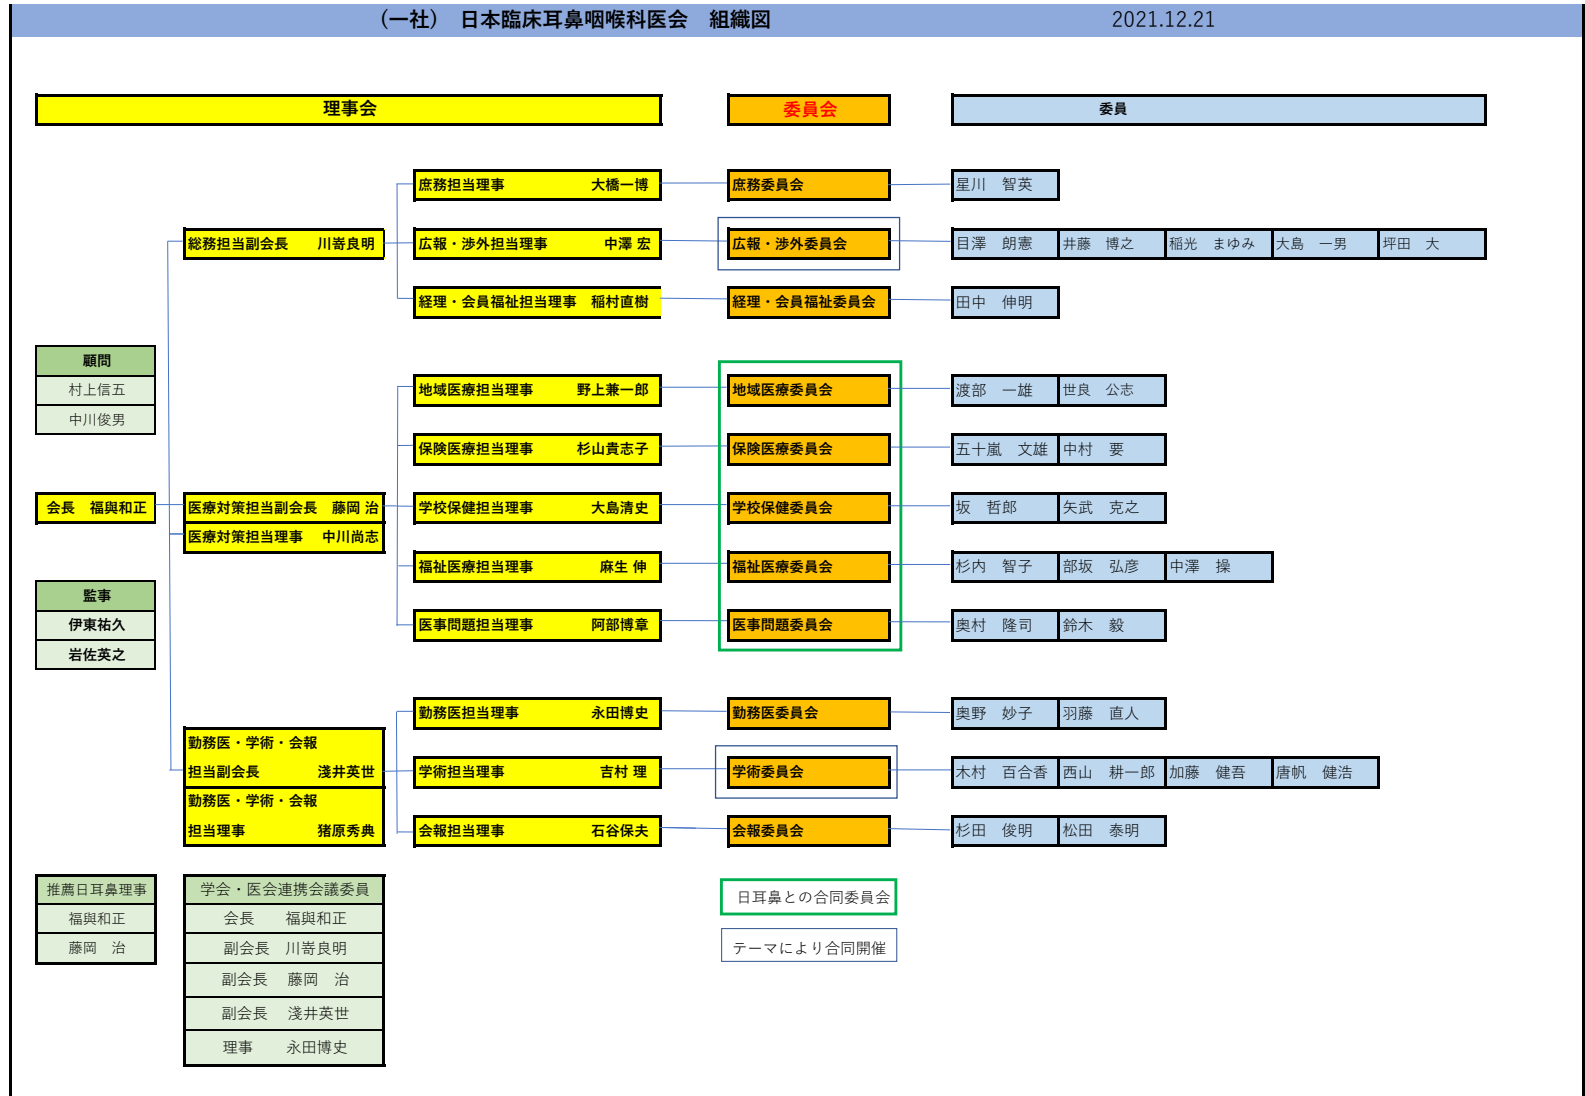 （一社）　日本臨床耳鼻咽喉科医会　組織図　2021.12.21
理事会　委員会　委員
庶務担当理事　大橋一博　庶務委員会　星川　智英
総務担当副会長　川嵜良明　広報・渉外担当理事　中澤 宏　広報・渉外委員会　目澤　朗憲　井藤　博之　稲光　まゆみ　大島　一男　坪田　大
経理・会員福祉担当理事　稲村直樹　経理・会員福祉委員会　田中　伸明
顧問
村上信五　地域医療担当理事　野上兼一郎　地域医療委員会　渡部　一雄　世良　公志
中川俊男
保険医療担当理事　杉山貴志子　保険医療委員会　五十嵐　文雄　中村　要
会長　福與和正　医療対策担当副会長　藤岡 治　学校保健担当理事　大島清史　学校保健委員会　坂　哲郎　矢武　克之
医療対策担当理事　中川尚志
福祉医療担当理事　麻生 伸　福祉医療委員会　杉内　智子　部坂　弘彦　中澤　操
監事
伊東祐久　医事問題担当理事　阿部博章　医事問題委員会　奥村　隆司　鈴木　毅
岩佐英之
勤務医担当理事　永田博史　勤務医委員会　奥野　妙子　羽藤　直人
勤務医・学術・会報
担当副会長　淺井英世　学術担当理事　吉村 理　学術委員会　木村　百合香　西山　耕一郎　加藤　健吾　唐帆　健浩
勤務医・学術・会報
担当理事　猪原秀典　会報担当理事　石谷保夫　会報委員会　杉田　俊明　松田　泰明
推薦日耳鼻理事　学会・医会連携会議委員　日耳鼻との合同委員会
福與和正　会長　福與和正
藤岡　治　副会長　川嵜良明　テーマにより合同開催
副会長　藤岡　治
副会長　淺井英世
理事　永田博史